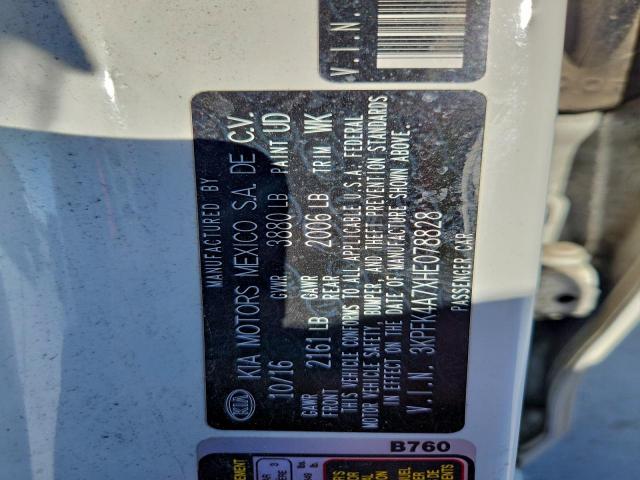 V.I.N.
MANUFACTURED BY
KIA KIA MOTORS MEXICO S.A. DE C.V.
10/16 GVWR 3880 LB PAINT UD
GAWR FRONT 2161 LB GAWR REAR 2006 LB TRIM WK
THIS VEHICLE CONFORMS TO ALL APPLICABLE U.S.A. FEDERAL
MOTOR VEHICLE SAFETY, BUMPER, AND THEFT PREVENTION STANDARDS
IN EFFECT ON THE DATE OF MANUFACTURE SHOWN ABOVE.
V.I.N. 3KPFK4A7XHE078828
PASSENGER CAR
B760